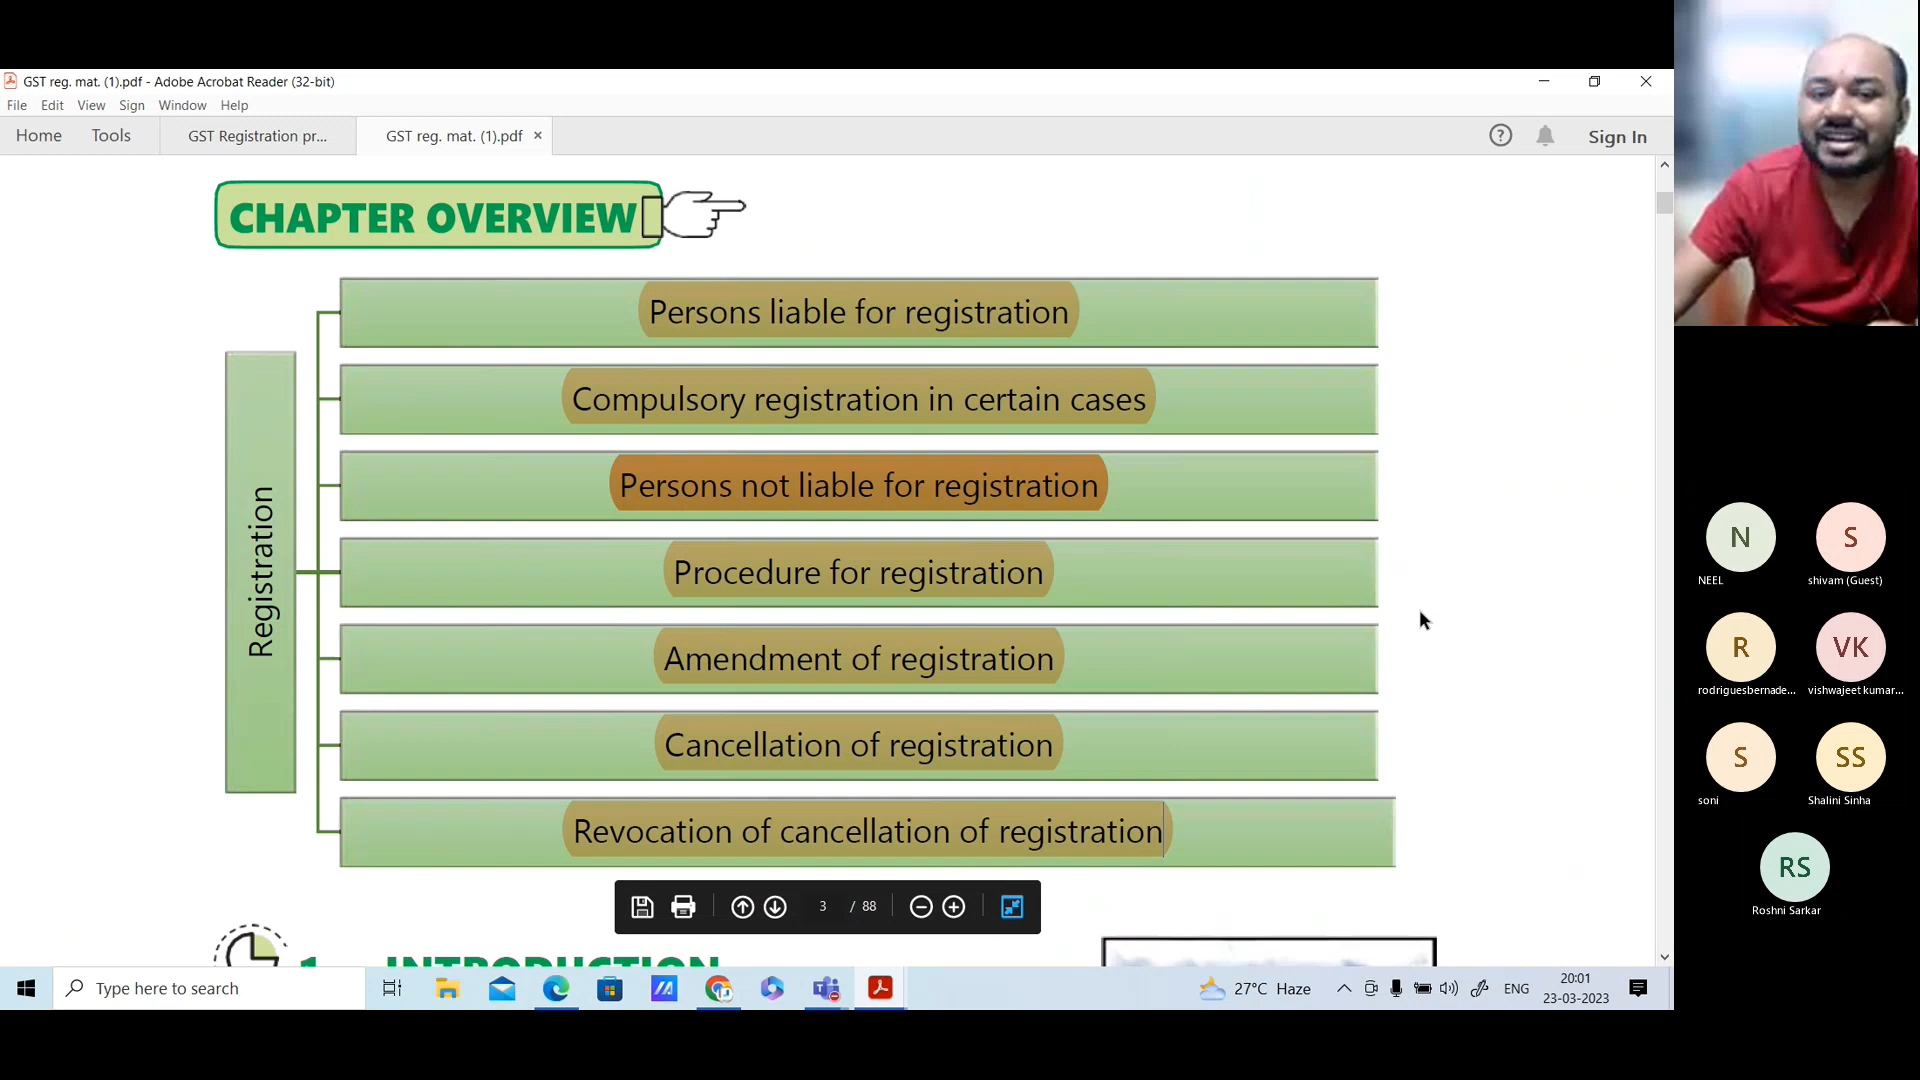 GST reg. mat. (1).pdf - Adobe Acrobat Reader (32-bit)
File Edit View Sign Window Help
Home Tools GST Registration pr... GST reg. mat. (1).pdf × Sign In
CHAPTER OVERVIEW
Registration
Persons liable for registration
Compulsory registration in certain cases
Persons not liable for registration
Procedure for registration
Amendment of registration
Cancellation of registration
Revocation of cancellation of registration
3 / 88
1. INTRODUCTION
Type here to search
27°C Haze
ENG
20:01
23-03-2023
N
NEEL
S
shivam (Guest)
R
rodriguesbernade...
VK
vishwajeet kumar...
S
soni
SS
Shalini Sinha
RS
Roshni Sarkar